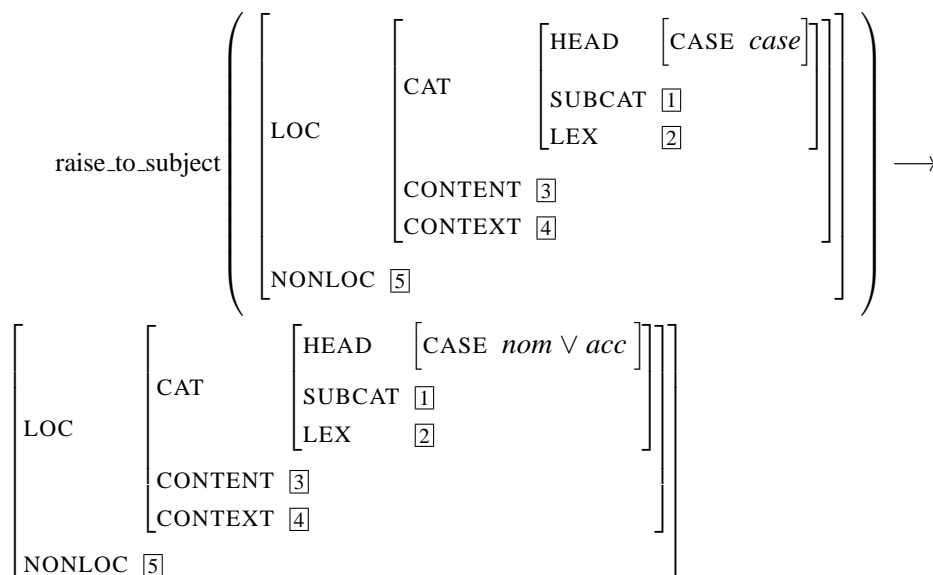 HEAD [CASE case]
CAT
SUBCAT 1
LOC
LEX 2
raise_to_subject
→
CONTENT 3
CONTEXT 4
NONLOC 5
HEAD [CASE nom ∨ acc]
CAT
SUBCAT 1
LOC
LEX 2
CONTENT 3
CONTEXT 4
NONLOC 5